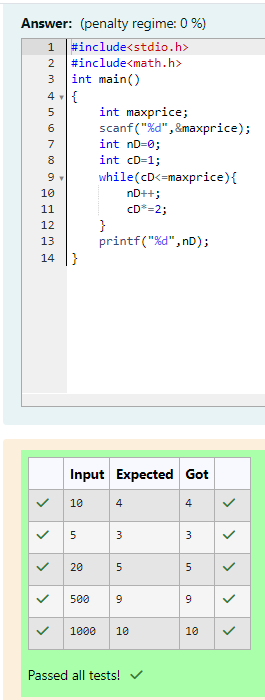 Answer: (penalty regime: 0 %)
1 #include<stdio.h>
2 #include<math.h>
3 int main()
4 {
5 int maxprice;
6 scanf("%d",&maxprice);
7 int nD=0;
8 int cD=1;
9 while(cD<=maxprice){
10 nD++;
11 cD*=2;
12 }
13 printf("%d",nD);
14 }
Input Expected Got
10 4 4
5 3 3
20 5 5
500 9 9
1000 10 10
Passed all tests!